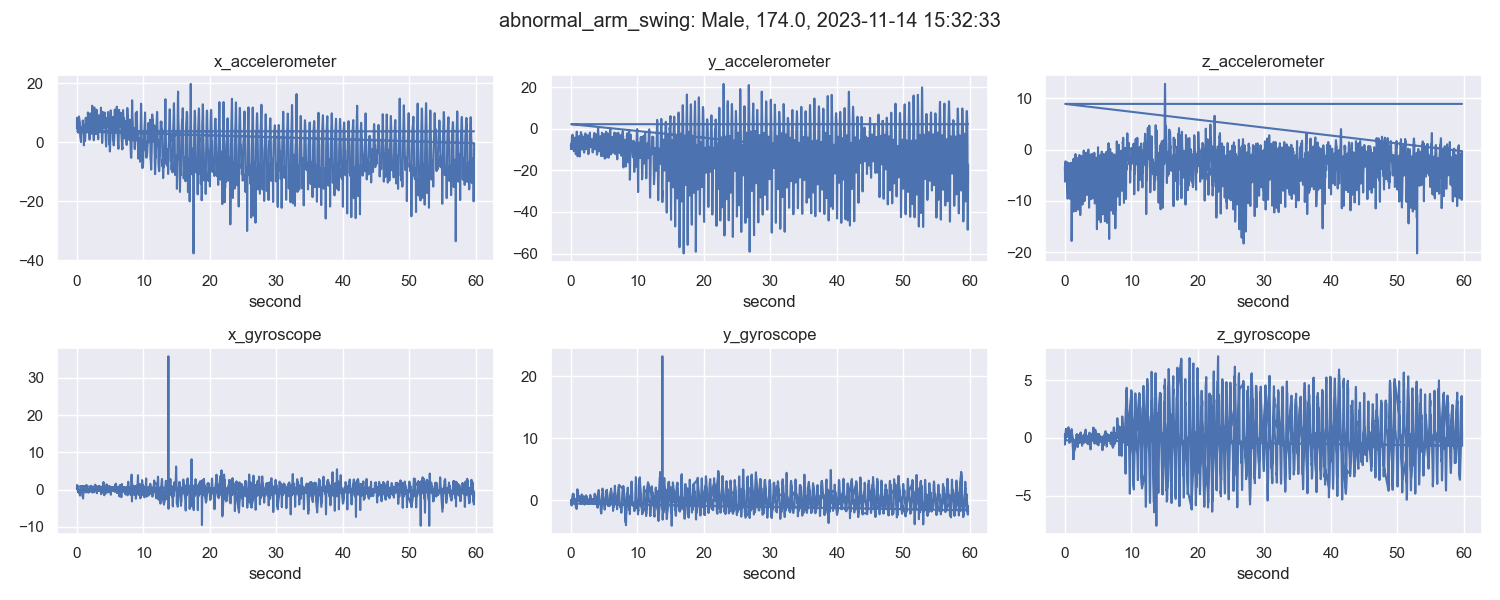 abnormal_arm_swing: Male, 174.0, 2023-11-14 15:32:33
x_accelerometer
20
0
−20
−40
0 10 20 30 40 50 60
second
y_accelerometer
20
0
−20
−40
−60
0 10 20 30 40 50 60
second
z_accelerometer
10
0
−10
−20
0 10 20 30 40 50 60
second
x_gyroscope
30
20
10
0
−10
0 10 20 30 40 50 60
second
y_gyroscope
20
10
0
0 10 20 30 40 50 60
second
z_gyroscope
5
0
−5
0 10 20 30 40 50 60
second